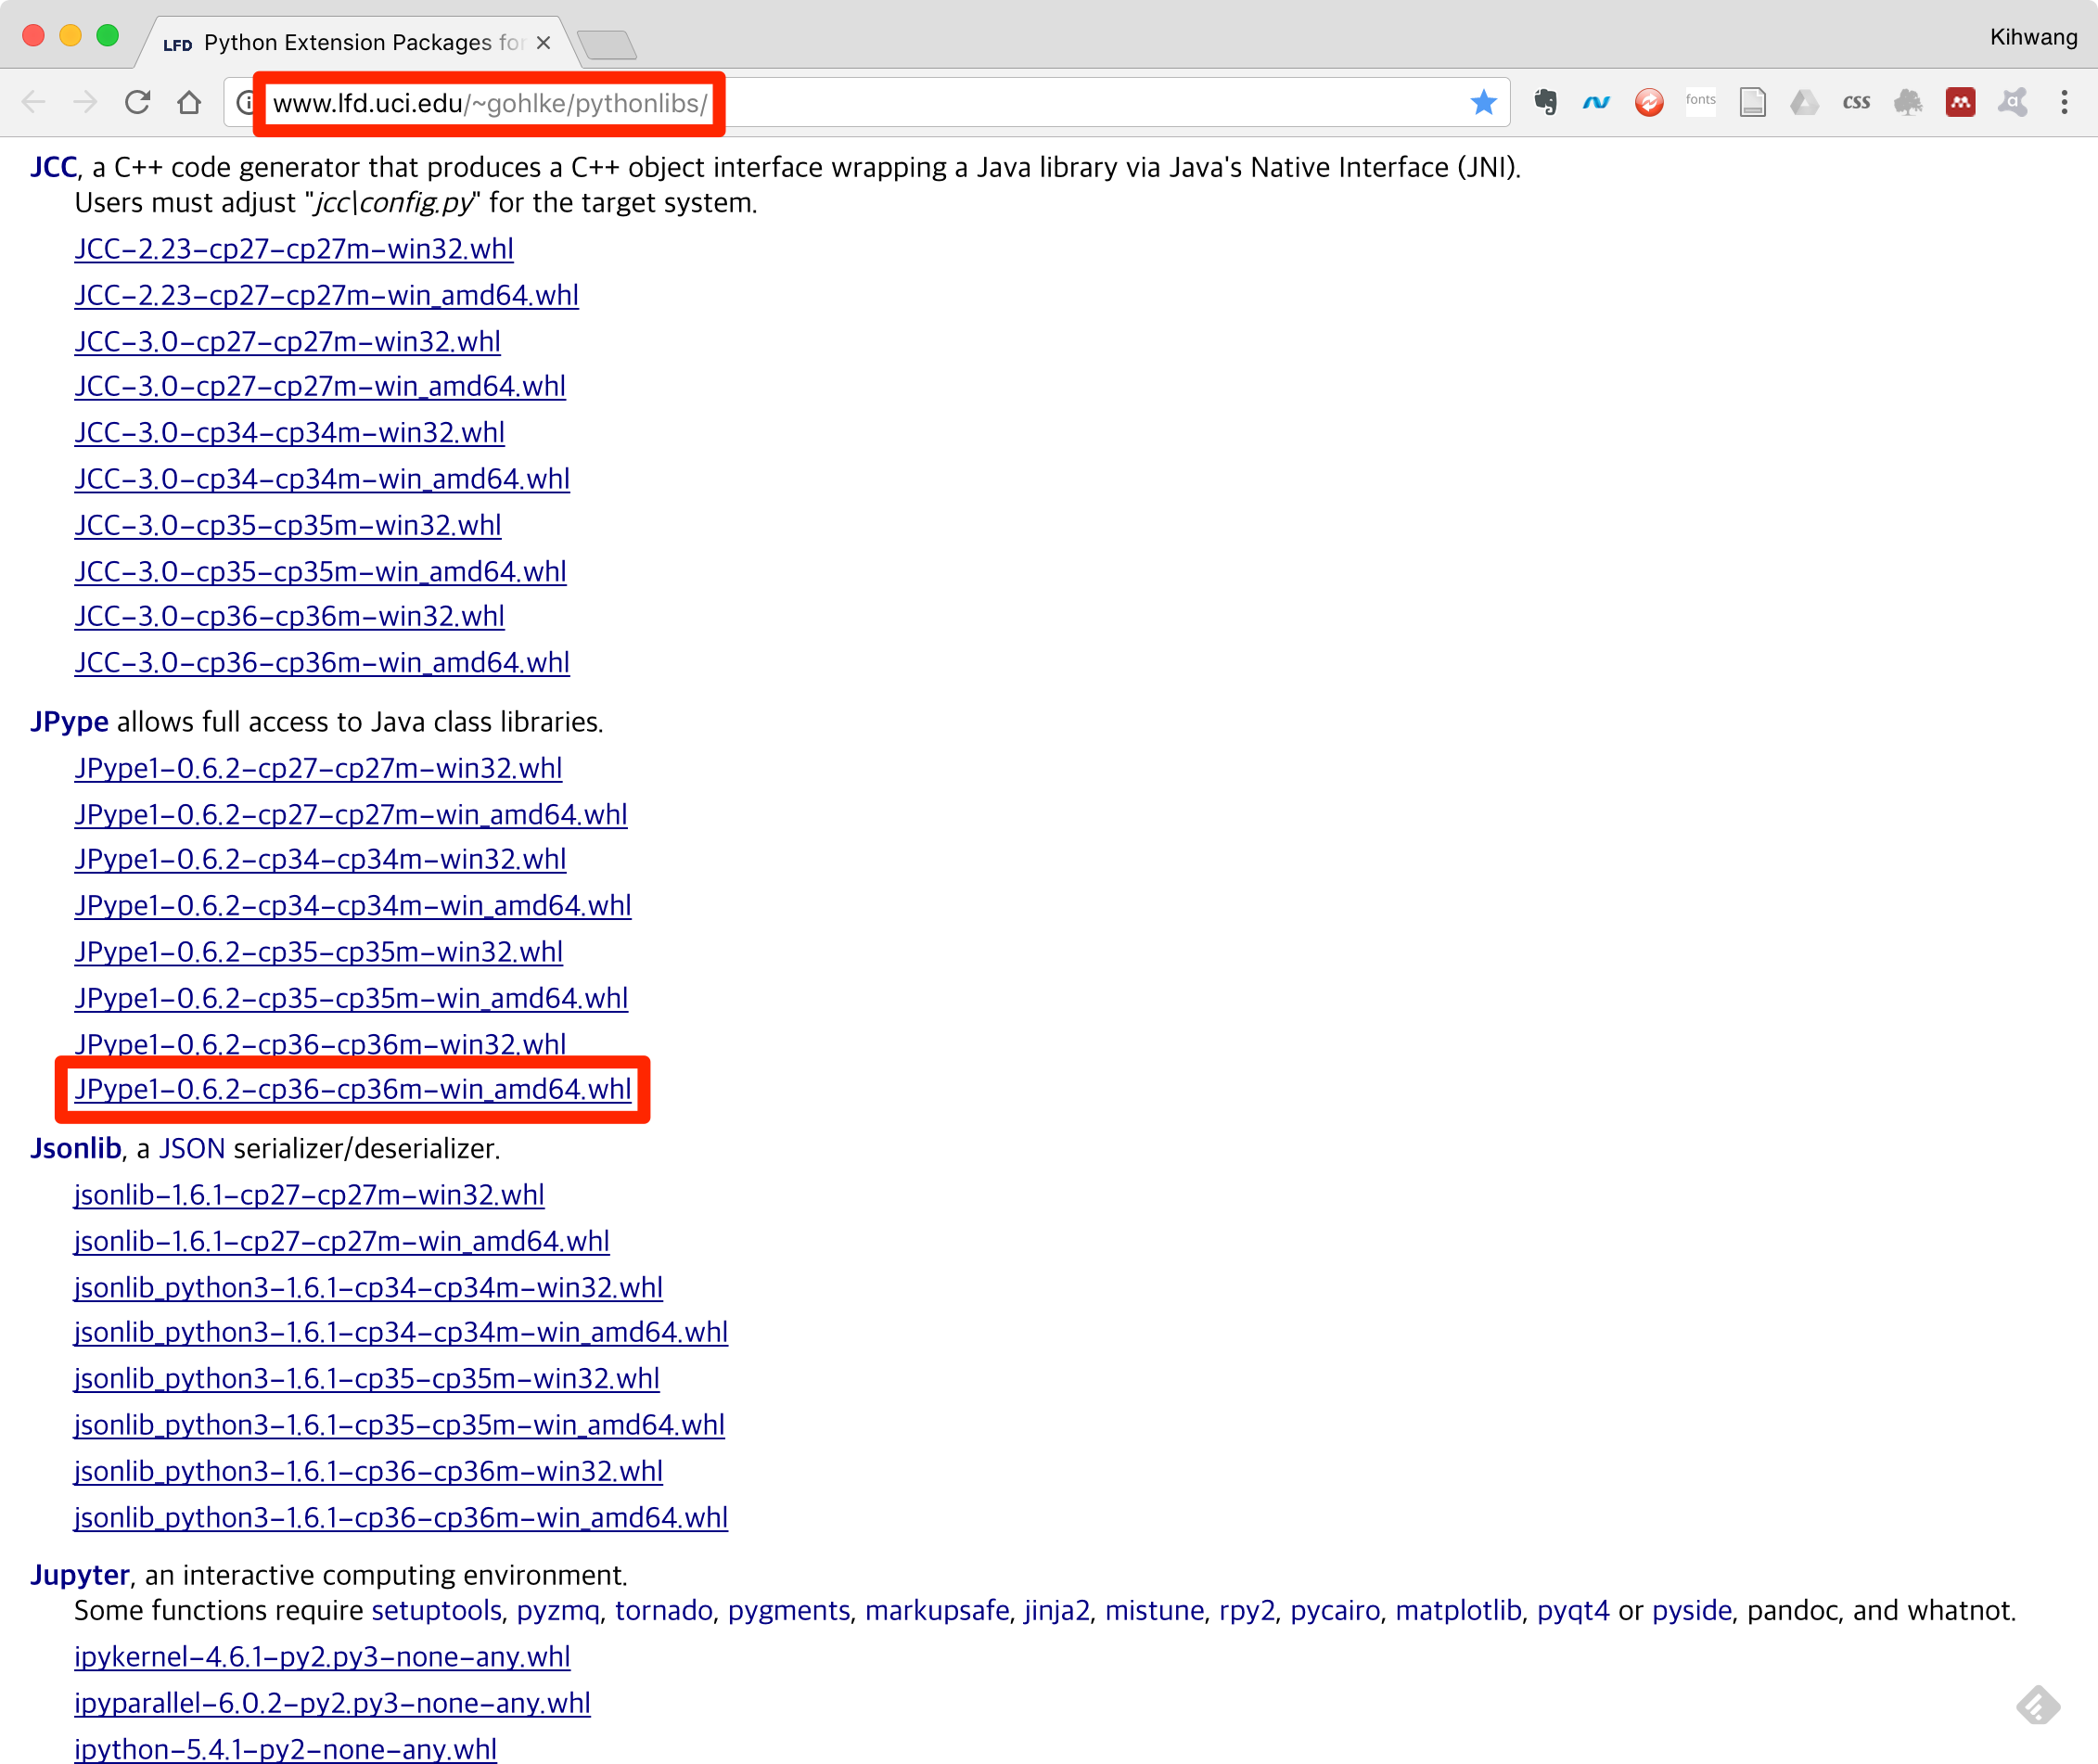 LFD Python Extension Packages for
Kihwang
www.lfd.uci.edu/~gohlke/pythonlibs/
fonts
css
a
JCC, a C++ code generator that produces a C++ object interface wrapping a Java library via Java's Native Interface (JNI).
Users must adjust "jcc\config.py" for the target system.
JCC-2.23-cp27-cp27m-win32.whl
JCC-2.23-cp27-cp27m-win_amd64.whl
JCC-3.0-cp27-cp27m-win32.whl
JCC-3.0-cp27-cp27m-win_amd64.whl
JCC-3.0-cp34-cp34m-win32.whl
JCC-3.0-cp34-cp34m-win_amd64.whl
JCC-3.0-cp35-cp35m-win32.whl
JCC-3.0-cp35-cp35m-win_amd64.whl
JCC-3.0-cp36-cp36m-win32.whl
JCC-3.0-cp36-cp36m-win_amd64.whl
JPype allows full access to Java class libraries.
JPype1-0.6.2-cp27-cp27m-win32.whl
JPype1-0.6.2-cp27-cp27m-win_amd64.whl
JPype1-0.6.2-cp34-cp34m-win32.whl
JPype1-0.6.2-cp34-cp34m-win_amd64.whl
JPype1-0.6.2-cp35-cp35m-win32.whl
JPype1-0.6.2-cp35-cp35m-win_amd64.whl
JPype1-0.6.2-cp36-cp36m-win32.whl
JPype1-0.6.2-cp36-cp36m-win_amd64.whl
Jsonlib, a JSON serializer/deserializer.
jsonlib-1.6.1-cp27-cp27m-win32.whl
jsonlib-1.6.1-cp27-cp27m-win_amd64.whl
jsonlib_python3-1.6.1-cp34-cp34m-win32.whl
jsonlib_python3-1.6.1-cp34-cp34m-win_amd64.whl
jsonlib_python3-1.6.1-cp35-cp35m-win32.whl
jsonlib_python3-1.6.1-cp35-cp35m-win_amd64.whl
jsonlib_python3-1.6.1-cp36-cp36m-win32.whl
jsonlib_python3-1.6.1-cp36-cp36m-win_amd64.whl
Jupyter, an interactive computing environment.
Some functions require setuptools, pyzmq, tornado, pygments, markupsafe, jinja2, mistune, rpy2, pycairo, matplotlib, pyqt4 or pyside, pandoc, and whatnot.
ipykernel-4.6.1-py2.py3-none-any.whl
ipyparallel-6.0.2-py2.py3-none-any.whl
ipython-5.4.1-py2-none-any.whl